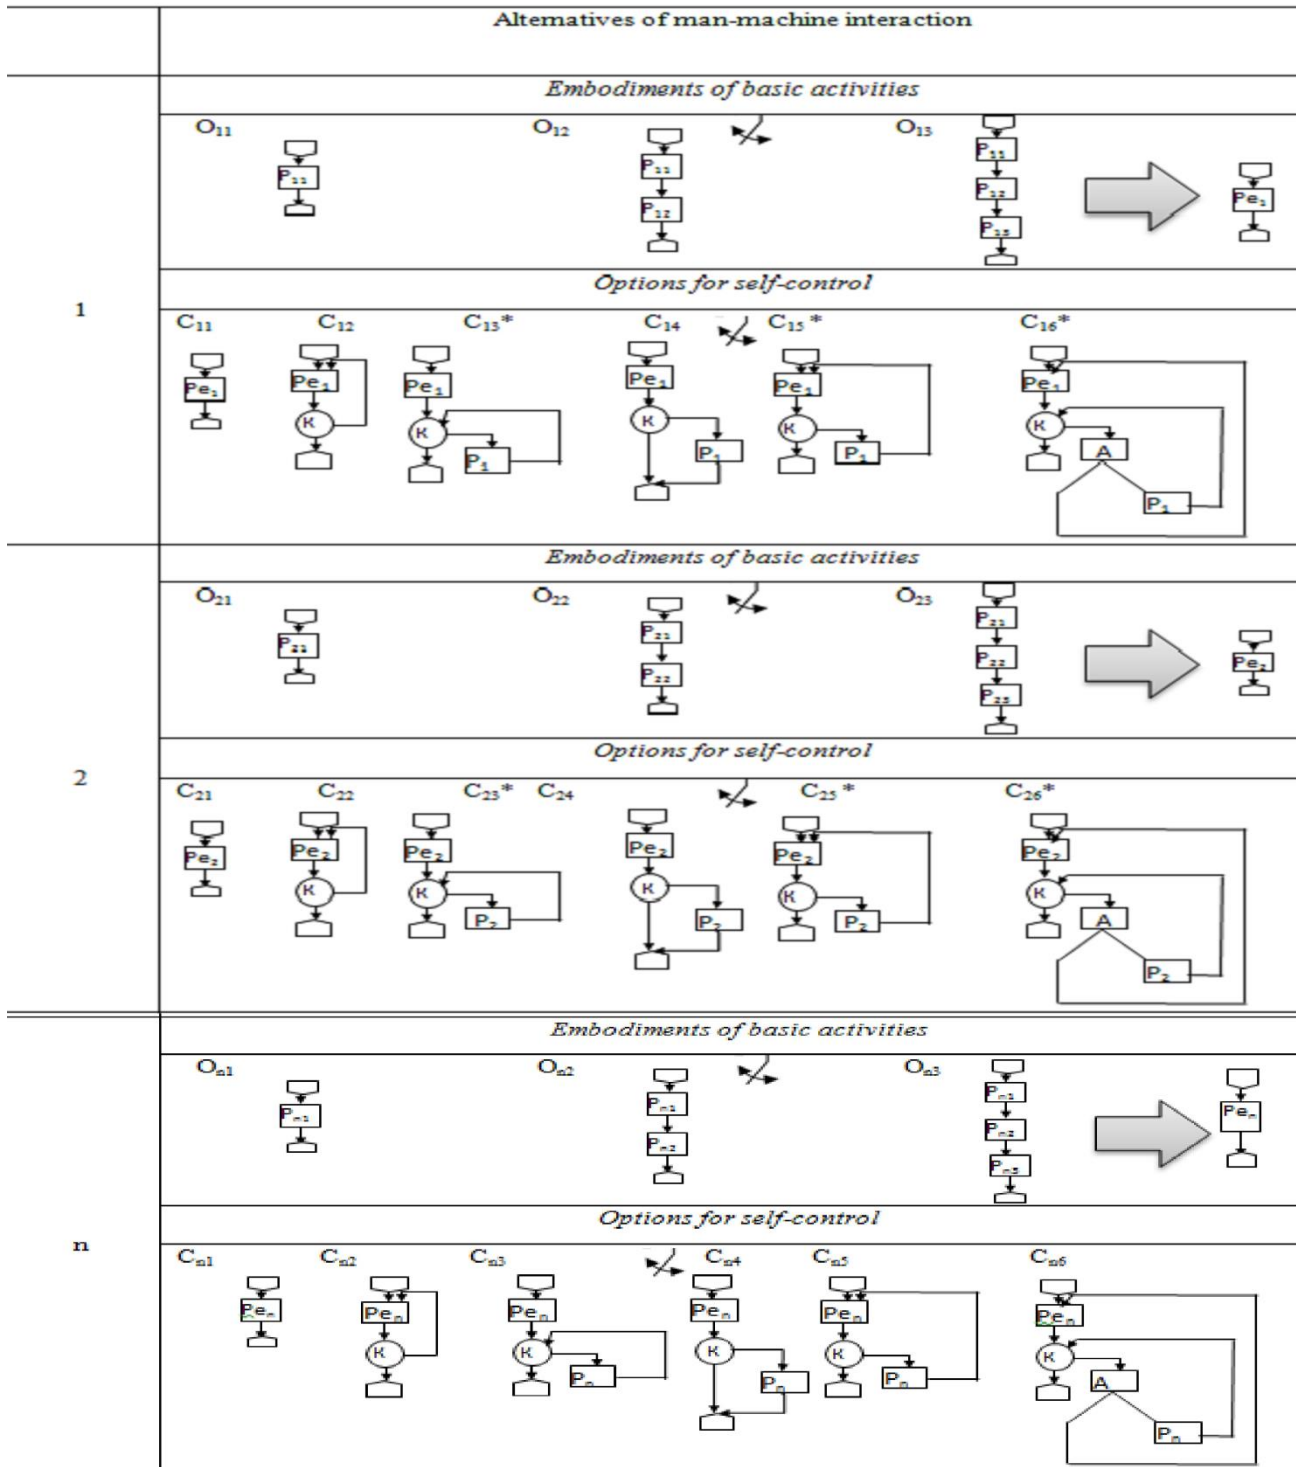 Alternatives of man-machine interaction
1
Embodiments of basic activities
O₁₁ O₁₂ O₁₃
P₁₁
P₁₁
P₁₂
P₁₁
P₁₂
P₁₃
Pe₁
Options for self-control
C₁₁ C₁₂ C₁₃* C₁₄ C₁₅* C₁₆*
Pe₁
Pe₁
K
Pe₁
K
P₁
Pe₁
K
P₁
Pe₁
K
P₁
Pe₁
K
A
P₁
2
Embodiments of basic activities
O₂₁ O₂₂ O₂₃
P₂₁
P₂₁
P₂₂
P₂₁
P₂₂
P₂₃
Pe₂
Options for self-control
C₂₁ C₂₂ C₂₃* C₂₄ C₂₅* C₂₆*
Pe₂
Pe₂
K
Pe₂
K
P₂
Pe₂
K
P₂
Pe₂
K
P₂
Pe₂
K
A
P₂
n
Embodiments of basic activities
Oₙ₁ Oₙ₂ Oₙ₃
Pₙ₁
Pₙ₁
Pₙ₂
Pₙ₁
Pₙ₂
Pₙ₃
Peₙ
Options for self-control
Cₙ₁ Cₙ₂ Cₙ₃ Cₙ₄ Cₙ₅ Cₙ₆
Peₙ
Peₙ
K
Peₙ
K
Pₙ
Peₙ
K
Pₙ
Peₙ
K
Pₙ
Peₙ
K
A
Pₙ